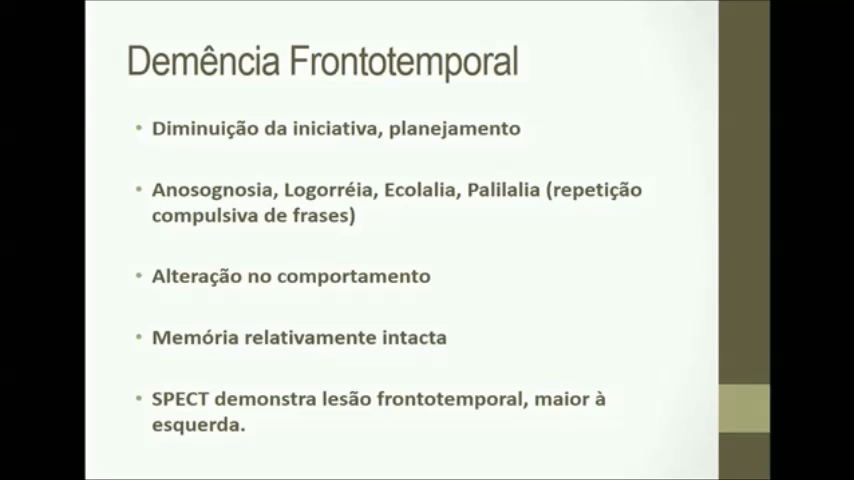 Demência Frontotemporal
• Diminuição da iniciativa, planejamento
• Anosognosia, Logorréia, Ecolalia, Palilalia (repetição
compulsiva de frases)
• Alteração no comportamento
• Memória relativamente intacta
• SPECT demonstra lesão frontotemporal, maior à
esquerda.